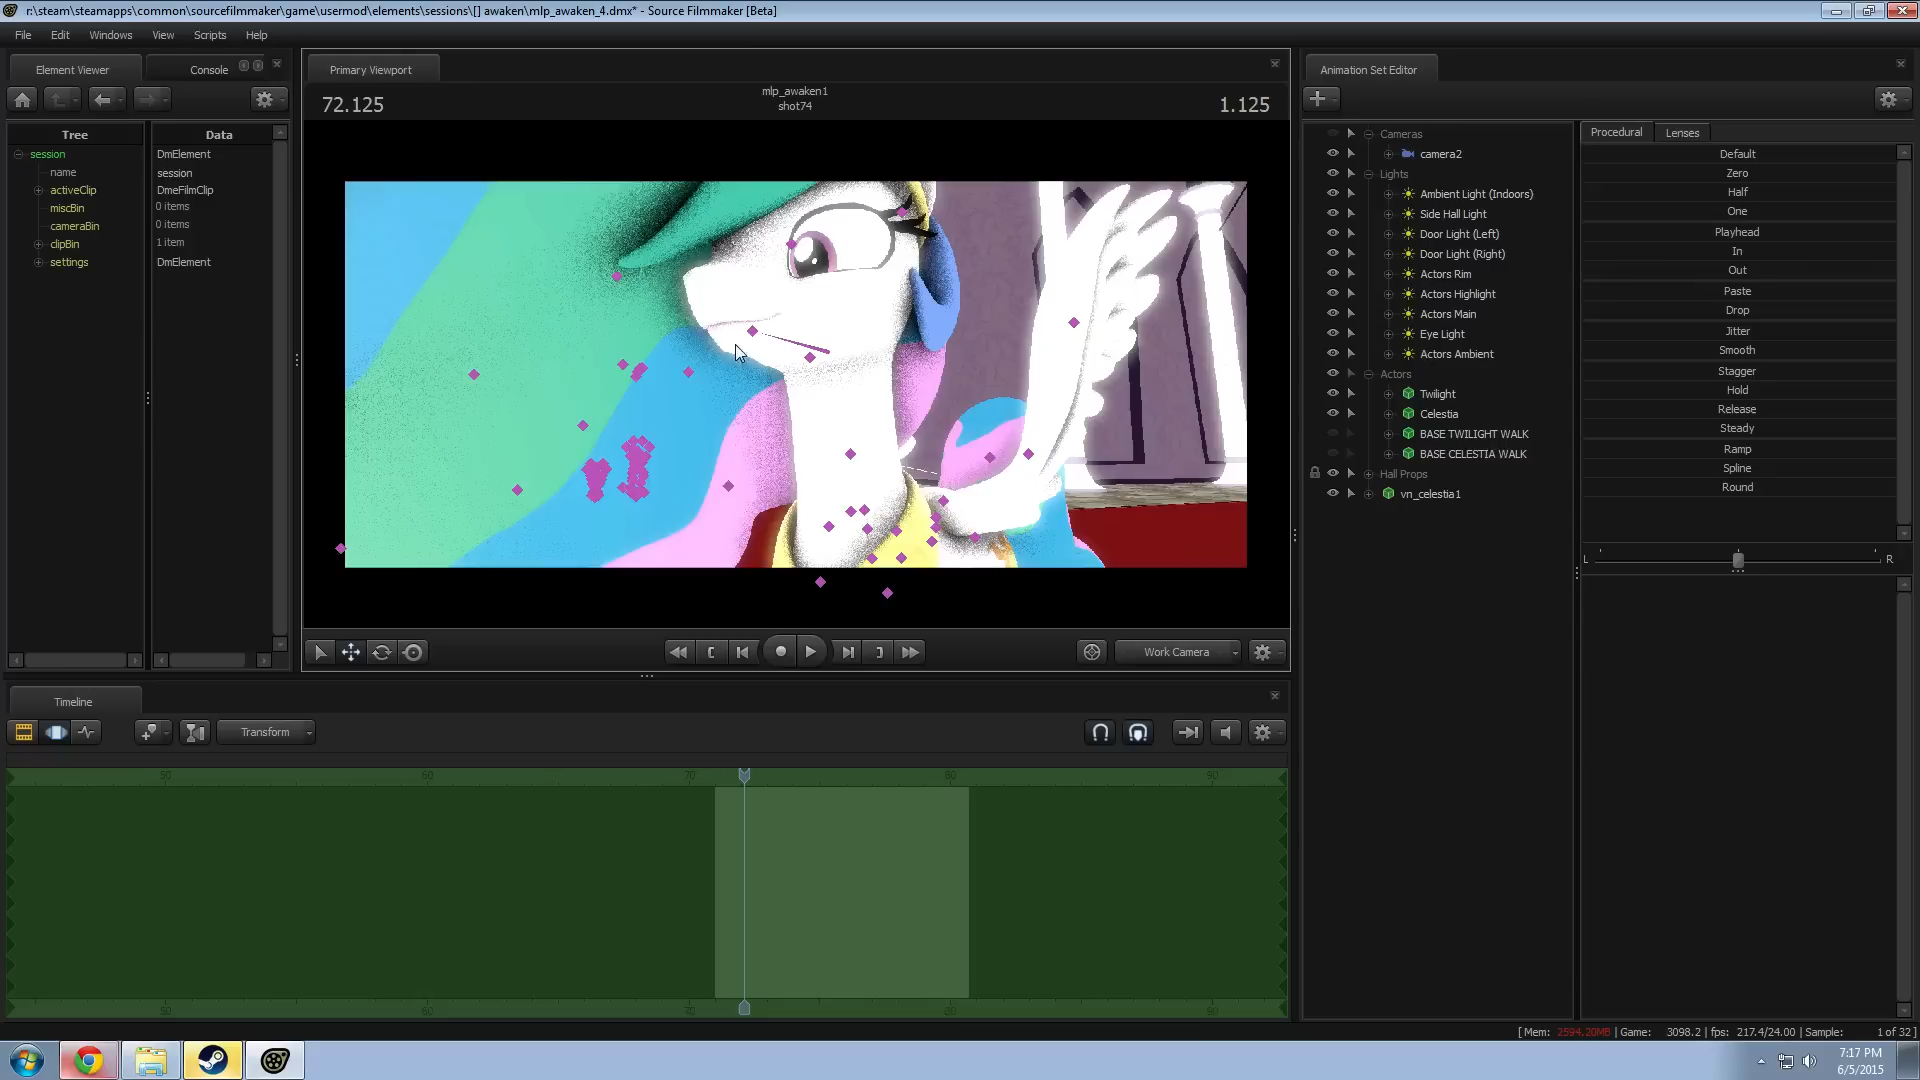 r:\steam\steamapps\common\sourcefilmmaker\game\usermod\elements\sessions\[] awaken\mlp_awaken_4.dmx* - Source Filmmaker [Beta]
File Edit Windows View Scripts Help
Element Viewer
Console
Primary Viewport
Animation Set Editor
72.125
mlp_awaken1
shot74
1.125
Tree
Data
session
DmElement
name
session
activeClip
DmeFilmClip
miscBin
0 items
cameraBin
0 items
clipBin
1 item
settings
DmElement
Cameras
camera2
Lights
Ambient Light (Indoors)
Side Hall Light
Door Light (Left)
Door Light (Right)
Actors Rim
Actors Highlight
Actors Main
Eye Light
Actors Ambient
Actors
Twilight
Celestia
BASE TWILIGHT WALK
BASE CELESTIA WALK
Hall Props
vn_celestia1
Procedural
Lenses
Default
Zero
Half
One
Playhead
In
Out
Paste
Drop
Jitter
Smooth
Stagger
Hold
Release
Steady
Ramp
Spline
Round
L
R
Work Camera
Timeline
Transform
50
60
70
80
90
50
60
70
80
90
[ Mem: 2594.20MB | Game: 3098.2 | fps: 217.4/24.00 | Sample: 1 of 32 ]
7:17 PM
6/5/2015